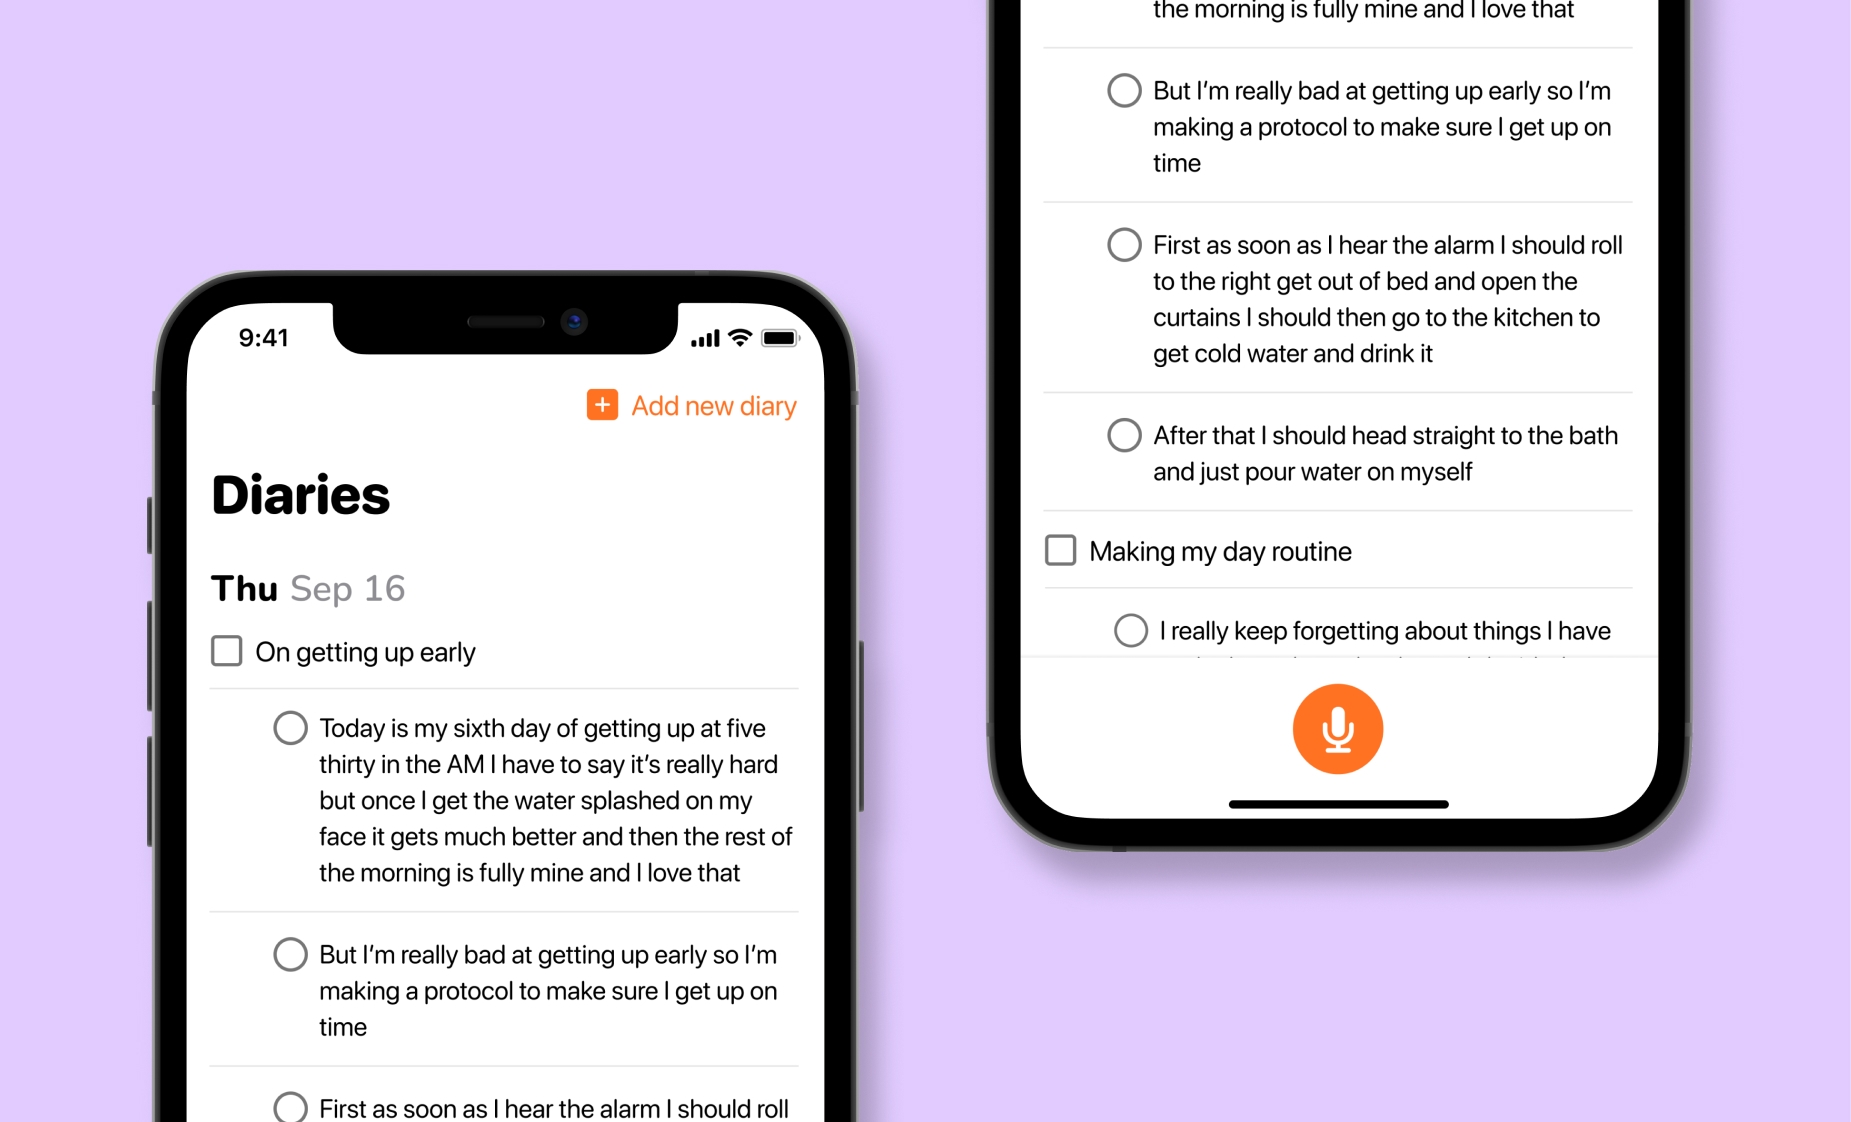 9:41
Add new diary
Diaries
Thu Sep 16
On getting up early
Today is my sixth day of getting up at five
thirty in the AM I have to say it's really hard
but once I get the water splashed on my
face it gets much better and then the rest of
the morning is fully mine and I love that
But I'm really bad at getting up early so I'm
making a protocol to make sure I get up on
time
First as soon as I hear the alarm I should roll
the morning is fully mine and I love that
But I'm really bad at getting up early so I'm
making a protocol to make sure I get up on
time
First as soon as I hear the alarm I should roll
to the right get out of bed and open the
curtains I should then go to the kitchen to
get cold water and drink it
After that I should head straight to the bath
and just pour water on myself
Making my day routine
I really keep forgetting about things I have